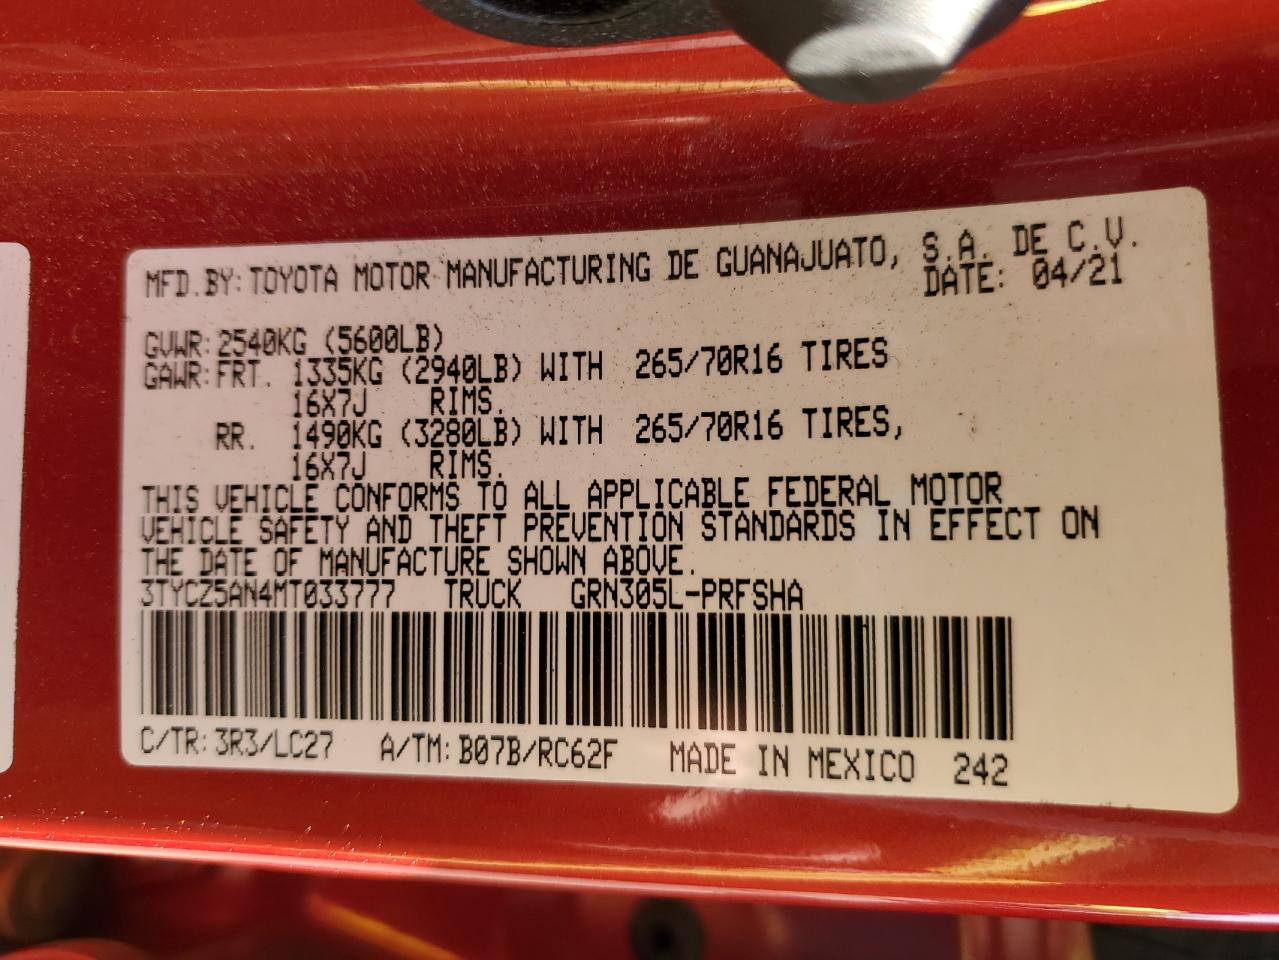 MFD.BY: TOYOTA MOTOR MANUFACTURING DE GUANAJUATO, S.A. DE C.V.
DATE: 04/21
GVWR: 2540KG (5600LB)
GAWR: FRT. 1335KG (2940LB) WITH 265/70R16 TIRES
16X7J RIMS.
RR. 1490KG (3280LB) WITH 265/70R16 TIRES,
16X7J RIMS.
THIS VEHICLE CONFORMS TO ALL APPLICABLE FEDERAL MOTOR
VEHICLE SAFETY AND THEFT PREVENTION STANDARDS IN EFFECT ON
THE DATE OF MANUFACTURE SHOWN ABOVE.
3TYCZ5AN4MT033777 TRUCK GRN305L-PRFSHA
C/TR: 3R3/LC27 A/TM: B07B/RC62F MADE IN MEXICO 242